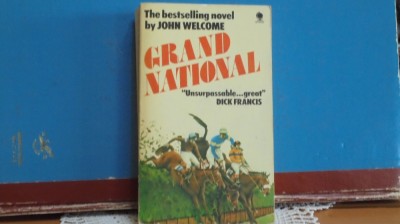 The bestselling novel
by JOHN WELCOME
GRAND
NATIONAL
"Unsurpassable...great"
DICK FRANCIS